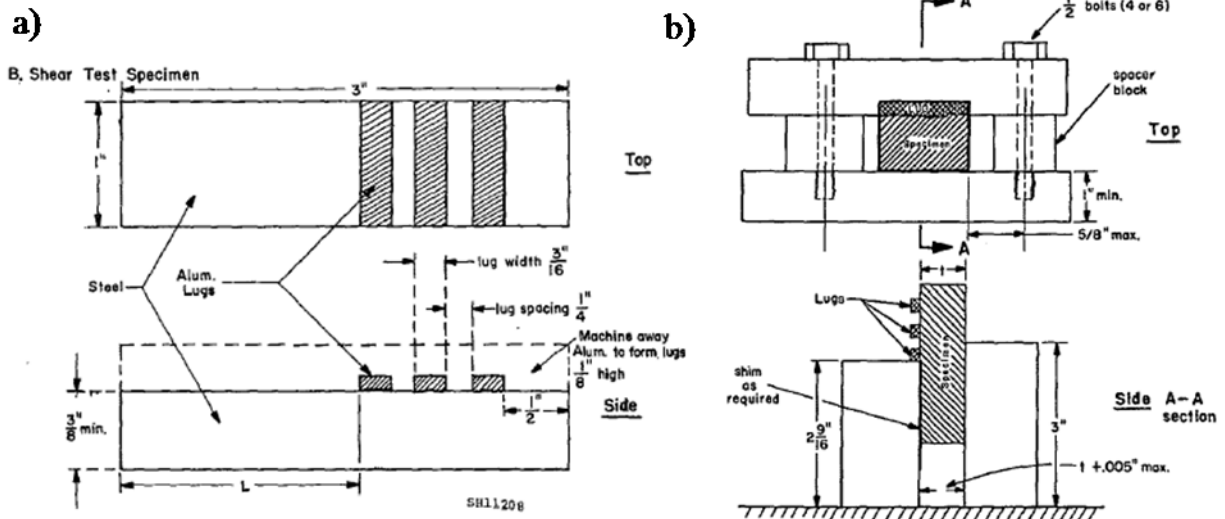 a)
B. Shear Test Specimen
3"
1"
Top
Steel
Alum.
Lugs
lug width 3/16"
lug spacing 1/4"
Machine away
Alum. to form lugs
1/8" high
3/8" min.
1/2"
Side
L
SH11208
b)
A
1/2 bolts (4 or 6)
spacer
block
Specimen
Top
1" min.
5/8" max.
A
t
Lugs
Specimen
shim
as
required
2 9/16"
3"
Side A-A
section
t +.005" max.